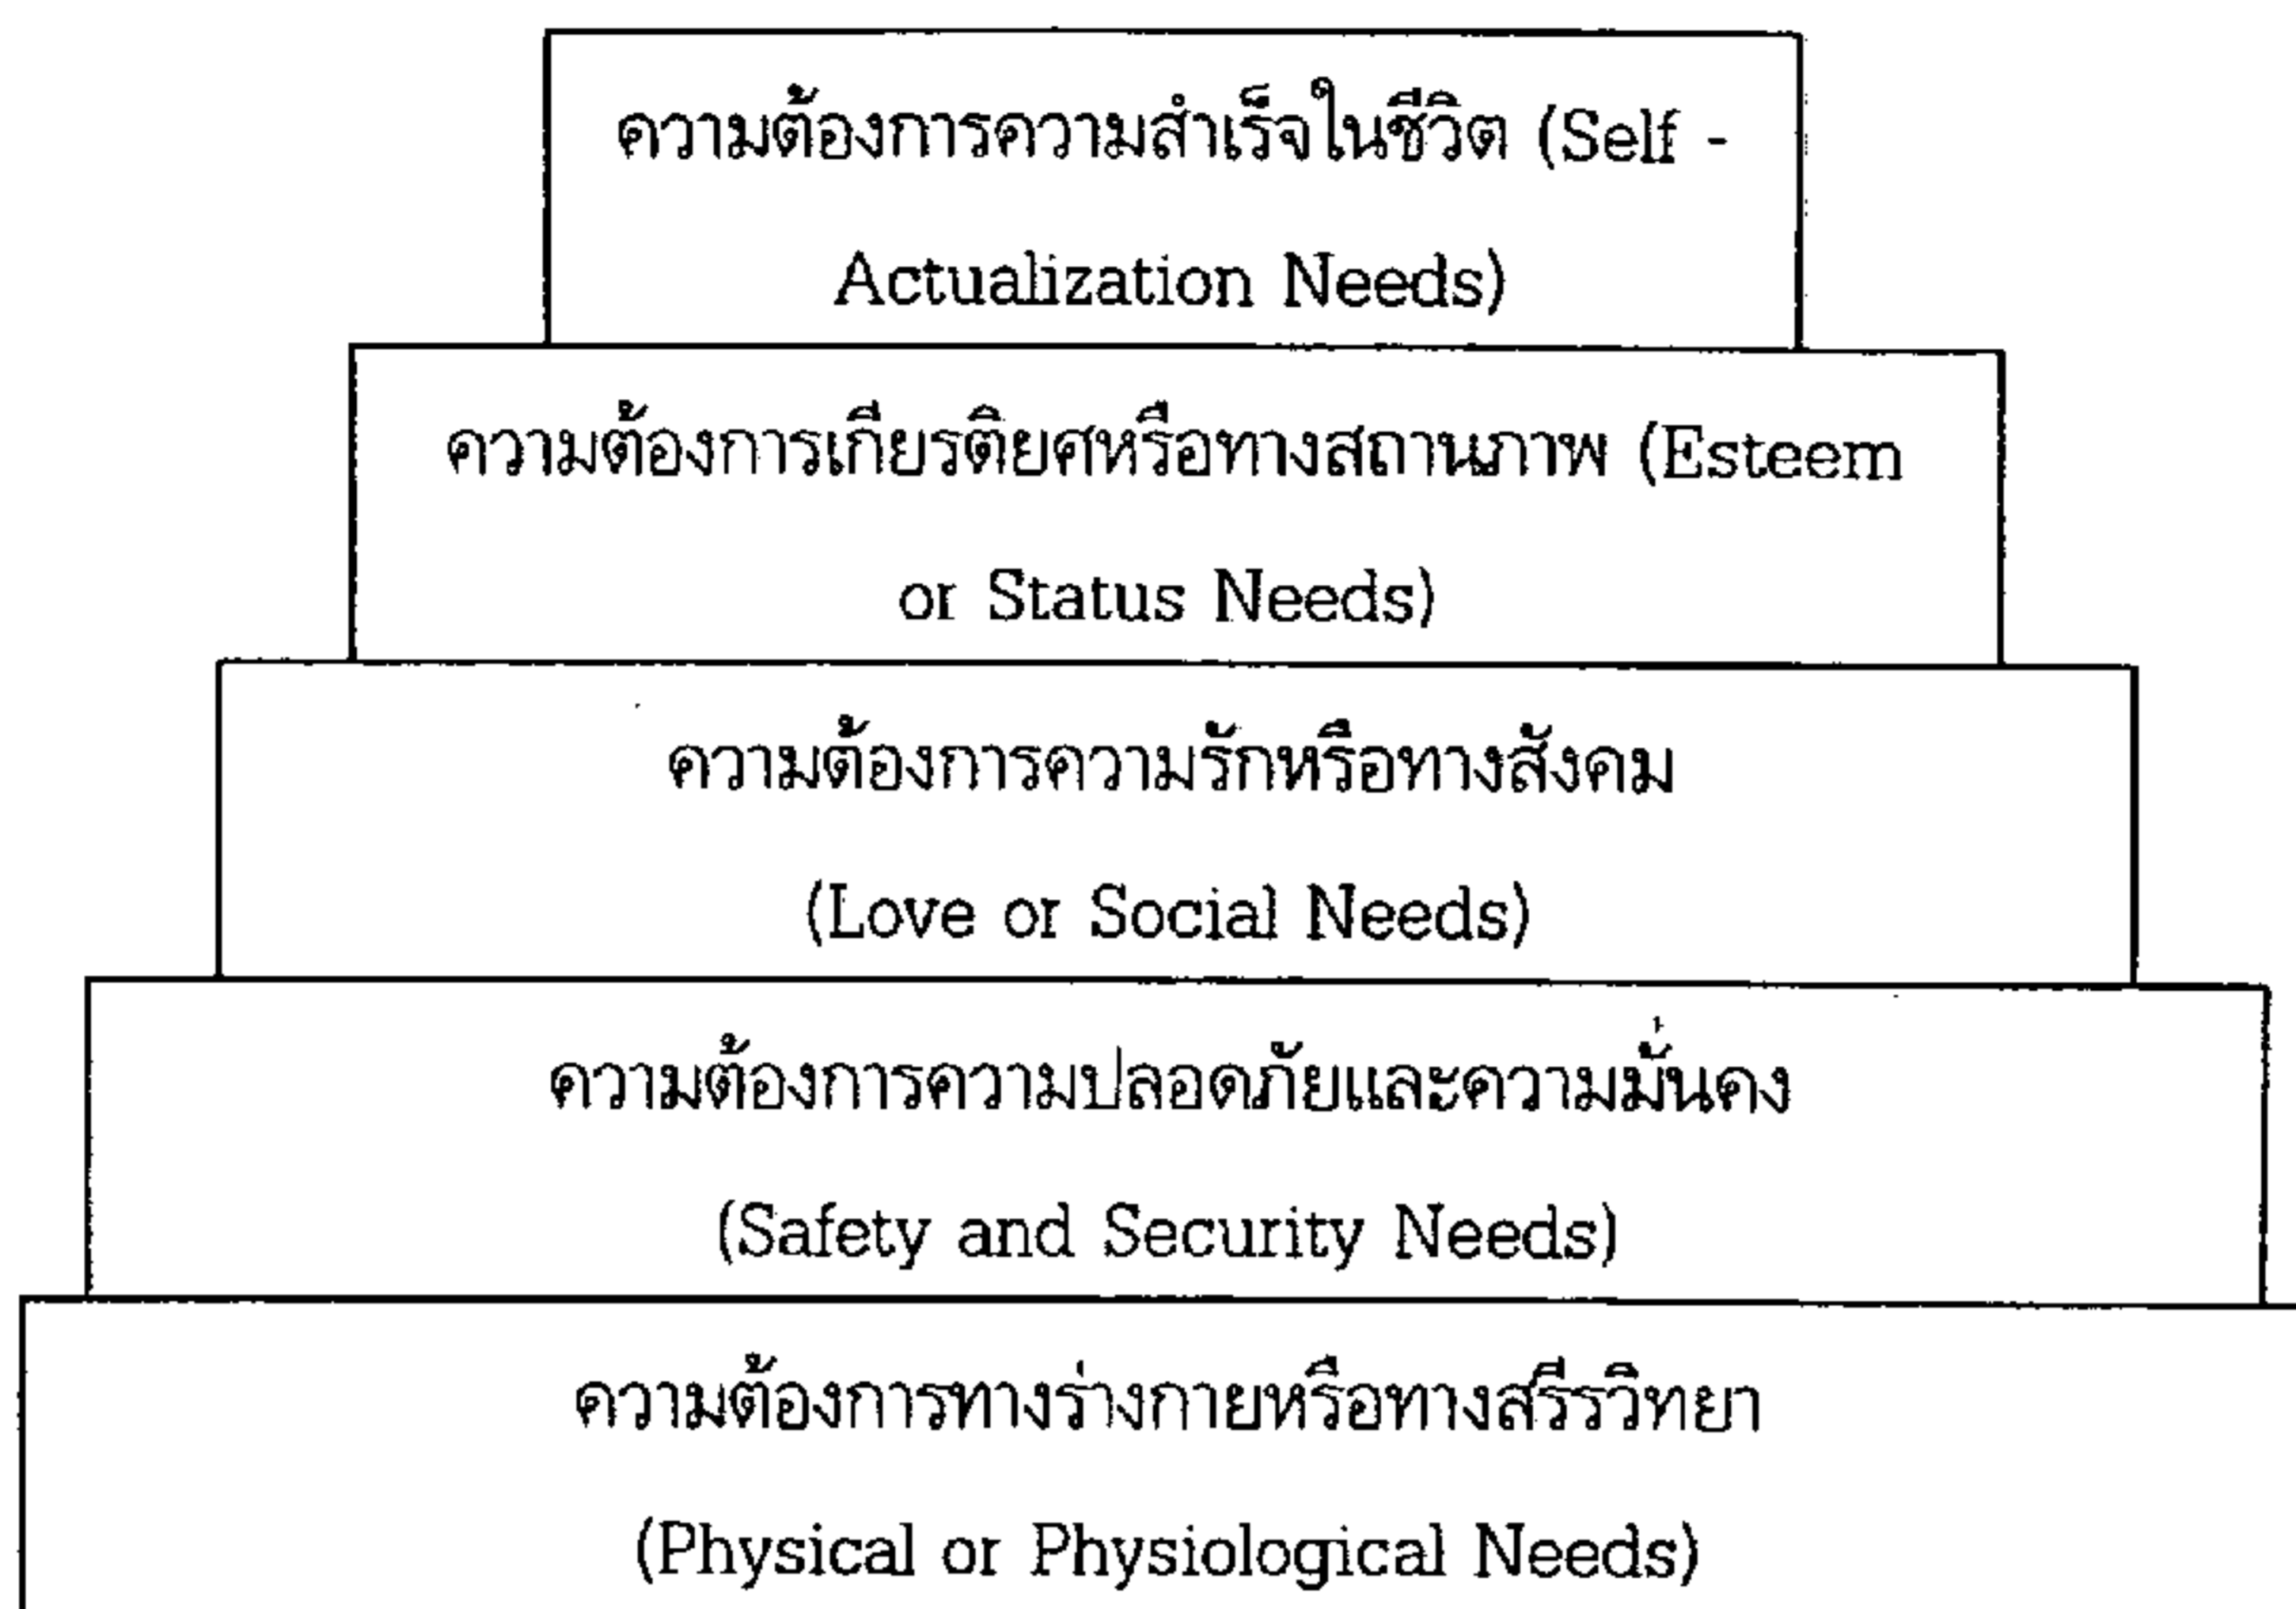 ความต้องการความสำเร็จในชีวิต (Self -
Actualization Needs)
ความต้องการเกียรติยศหรือทางสถานภาพ (Esteem
or Status Needs)
ความต้องการความรักหรือทางสังคม
(Love or Social Needs)
ความต้องการความปลอดภัยและความมั่นคง
(Safety and Security Needs)
ความต้องการทางร่างกายหรือทางสรีรวิทยา
(Physical or Physiological Needs)